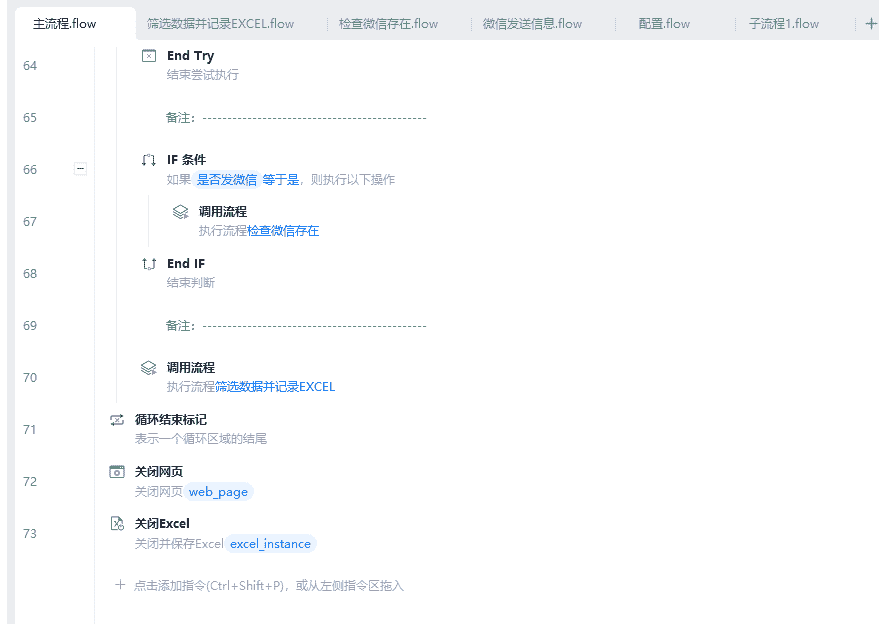 主流程.flow
筛选数据并记录EXCEL.flow
检查微信存在.flow
微信发送信息.flow
配置.flow
子流程1.flow
64
End Try
结束尝试执行
65
备注：---------------------------------------------
66
IF 条件
如果 是否发微信 等于是，则执行以下操作
67
调用流程
执行流程检查微信存在
68
End IF
结束判断
69
备注：---------------------------------------------
70
调用流程
执行流程筛选数据并记录EXCEL
71
循环结束标记
表示一个循环区域的结尾
72
关闭网页
关闭网页 web_page
73
关闭Excel
关闭并保存Excel excel_instance
点击添加指令(Ctrl+Shift+P)，或从左侧指令区拖入